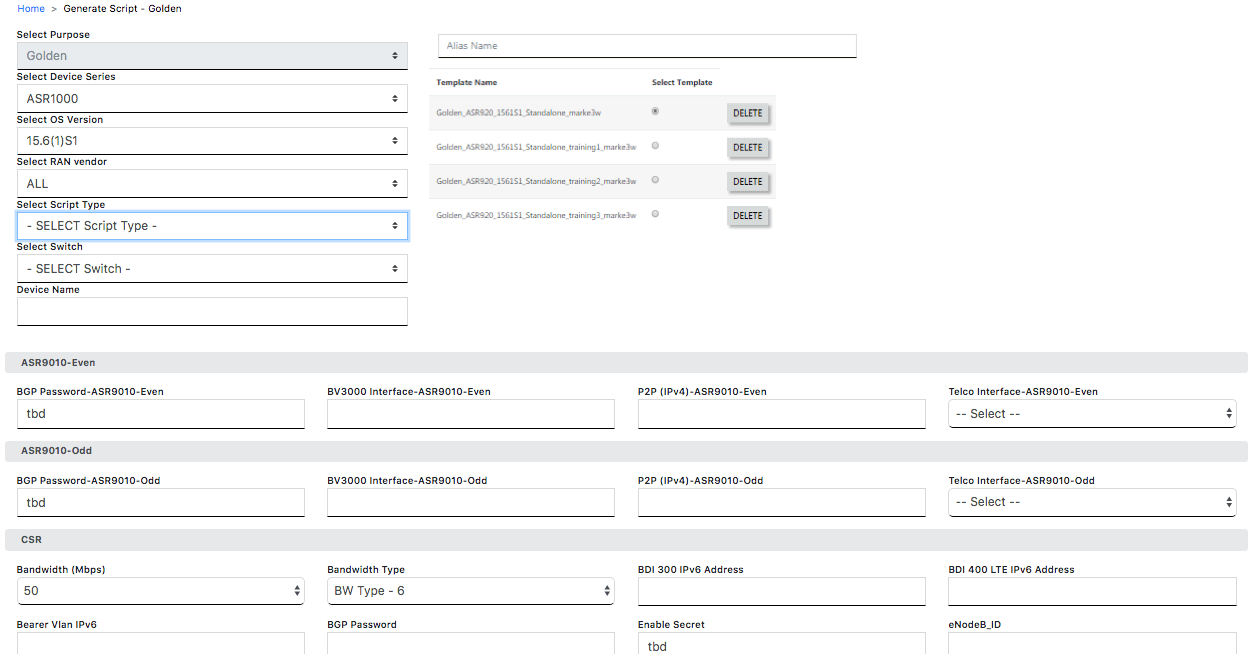 Home > Generate Script - Golden
Select Purpose
Golden
Select Device Series
ASR1000
Select OS Version
15.6(1)S1
Select RAN vendor
ALL
Select Script Type
- SELECT Script Type -
Select Switch
- SELECT Switch -
Device Name
Alias Name
Template Name Select Template
Golden_ASR920_1561S1_Standalone_marke3w DELETE
Golden_ASR920_1561S1_Standalone_training1_marke3w DELETE
Golden_ASR920_1561S1_Standalone_training2_marke3w DELETE
Golden_ASR920_1561S1_Standalone_training3_marke3w DELETE
ASR9010-Even
BGP Password-ASR9010-Even BV3000 Interface-ASR9010-Even P2P (IPv4)-ASR9010-Even Telco Interface-ASR9010-Even
tbd -- Select --
ASR9010-Odd
BGP Password-ASR9010-Odd BV3000 Interface-ASR9010-Odd P2P (IPv4)-ASR9010-Odd Telco Interface-ASR9010-Odd
tbd -- Select --
CSR
Bandwidth (Mbps) Bandwidth Type BDI 300 IPv6 Address BDI 400 LTE IPv6 Address
50 BW Type - 6
Bearer Vlan IPv6 BGP Password Enable Secret eNodeB_ID
tbd